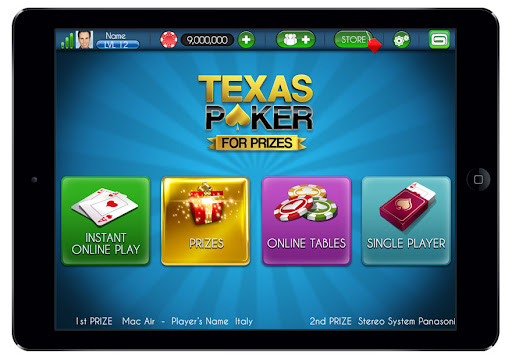 Name
LVL 12
9,000,000
STORE
TEXAS
POKER
FOR PRIZES
INSTANT
ONLINE PLAY
PRIZES
ONLINE TABLES
SINGLE PLAYER
1st PRIZE Mac Air - Player's Name Italy
2nd PRIZE Stereo System Panasoni